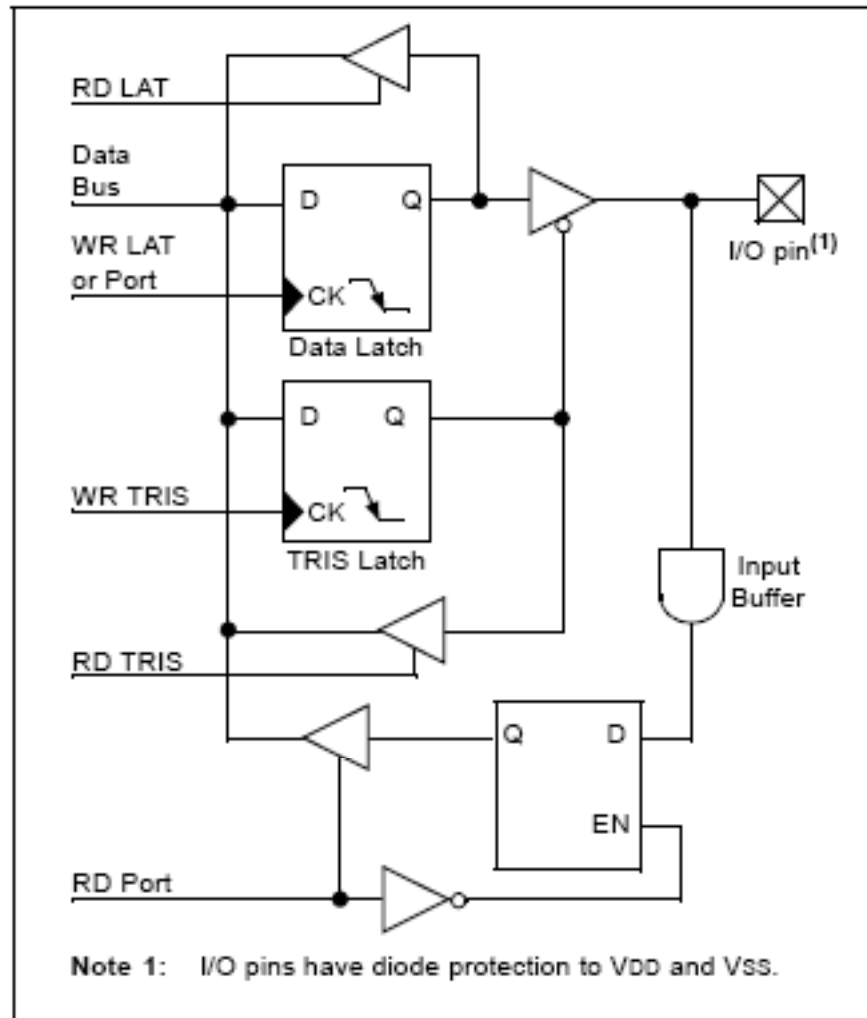 RD LAT
Data
Bus
D Q
WR LAT
or Port
CK
I/O pin(1)
Data Latch
D Q
WR TRIS
CK
TRIS Latch
Input
Buffer
RD TRIS
Q D
EN
RD Port
Note 1: I/O pins have diode protection to VDD and VSS.